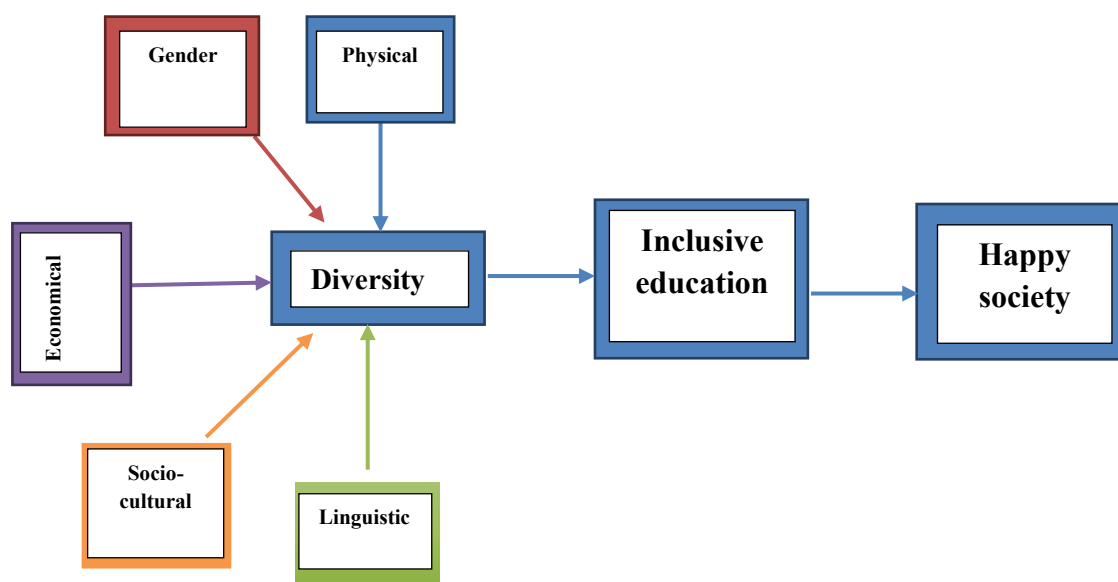 Gender
Physical
Economical
Diversity
Inclusive
education
Happy
society
Socio-
cultural
Linguistic